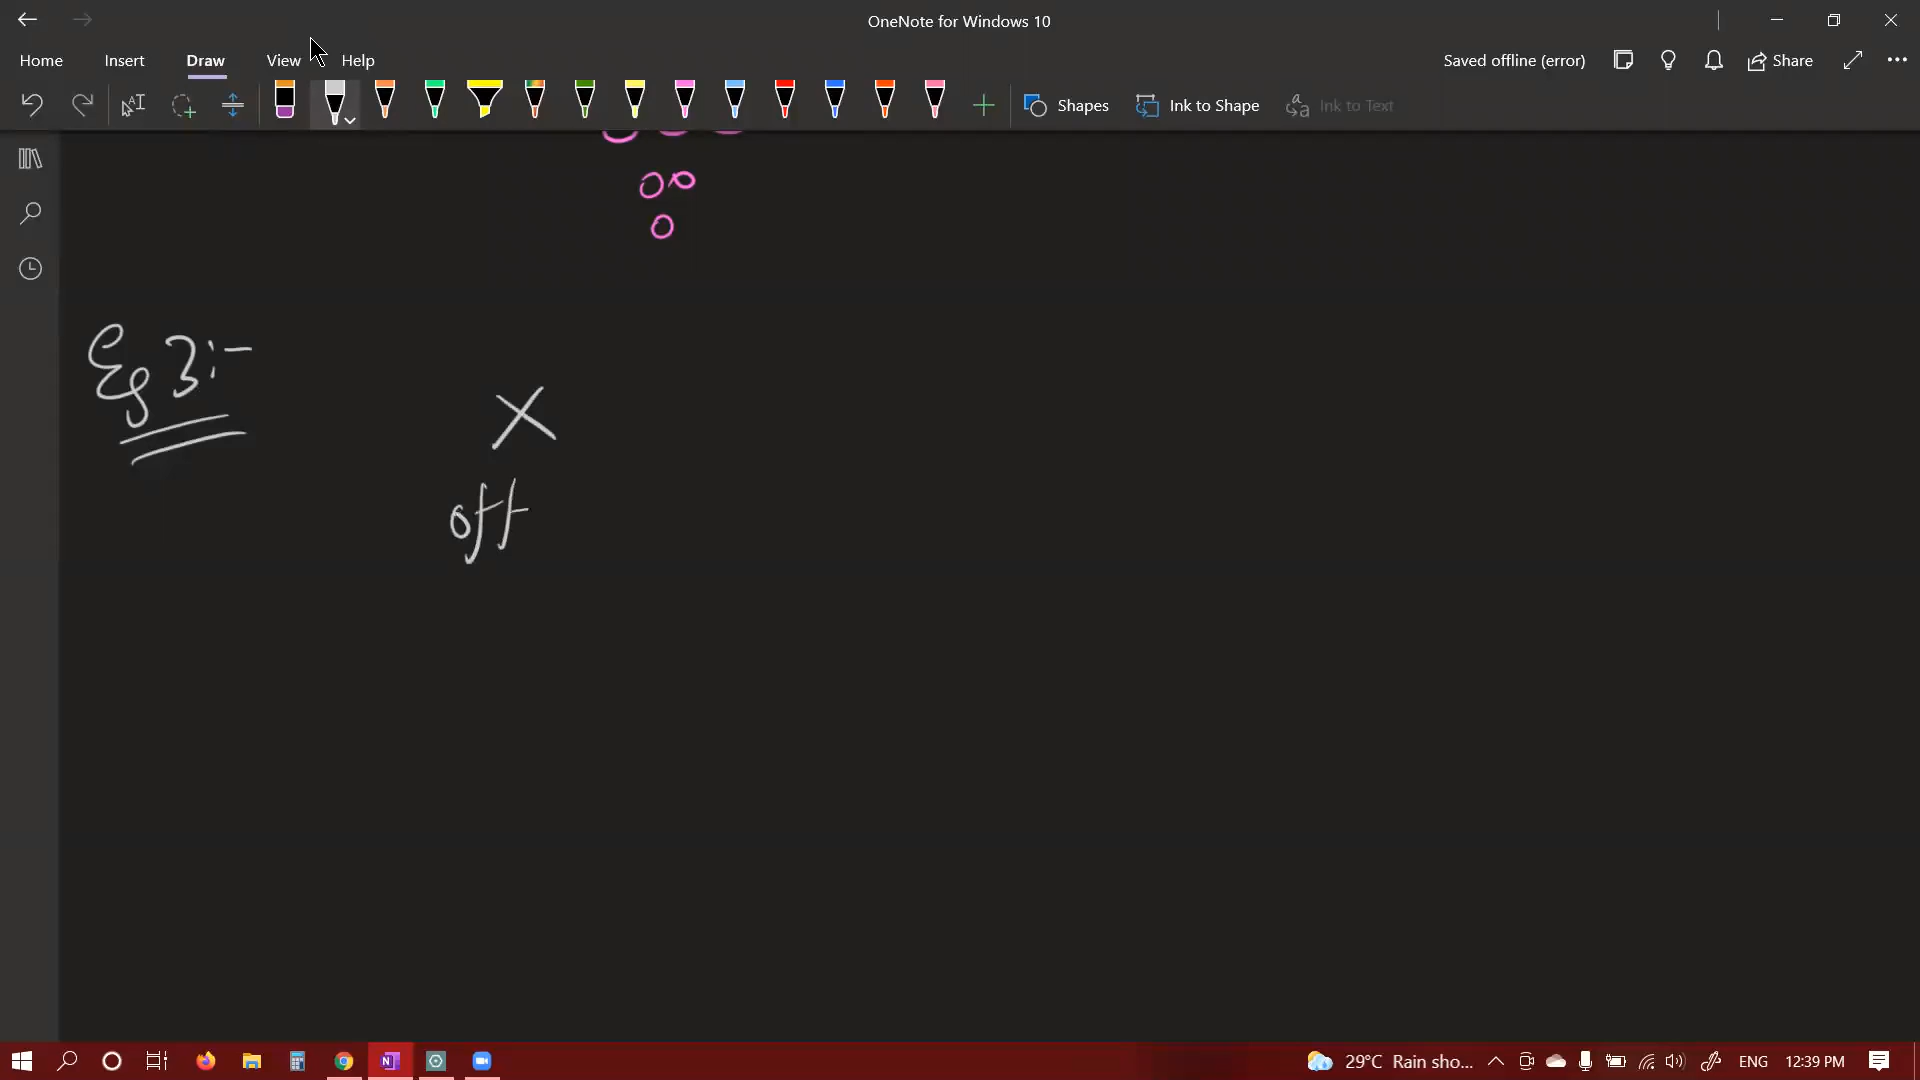 OneNote for Windows 10
Home Insert Draw View Help Saved offline (error) Share
Shapes Ink to Shape Ink to Text
Eg 3:-
X
off
29°C Rain sho... ENG 12:39 PM